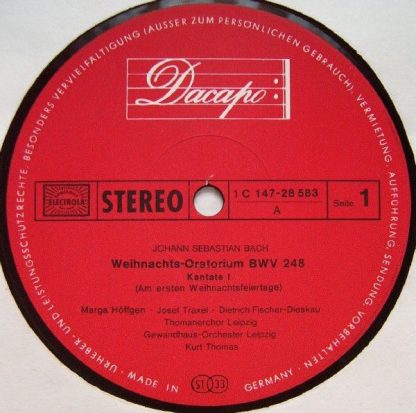 URHEBER- UND LEISTUNGSSCHUTZRECHTE, BESONDERS VERVIELFÄLTIGUNG (AUSSER ZUM PERSÖNLICHEN GEBRAUCH), VERMIETUNG, AUFFÜHRUNG, SENDUNG, VORBEHALTEN.
Dacapo
ELECTROLA
STEREO
1 C 147-28 583
A
Seite 1
JOHANN SEBASTIAN BACH
Weihnachts-Oratorium BWV 248
Kantate I
(Am ersten Weihnachtsfeiertage)
Marga Höffgen · Josef Traxel · Dietrich Fischer-Dieskau
Thomanerchor Leipzig
Gewandhaus-Orchester Leipzig
Kurt Thomas
MADE IN GERMANY
ST 33